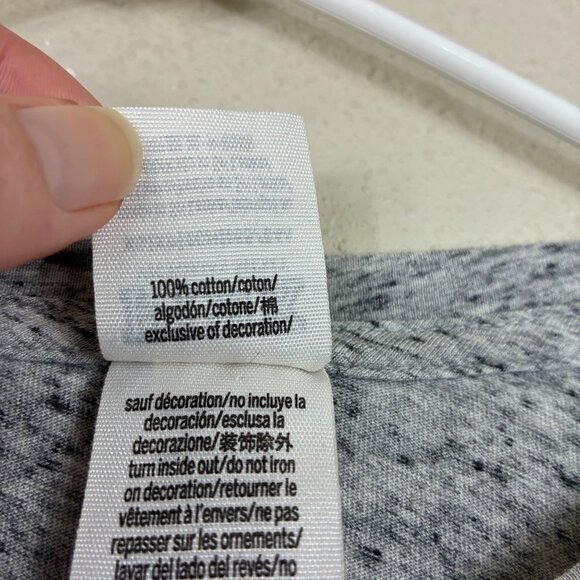 100% cotton/coton/
algodón/cotone/棉
exclusive of decoration/
sauf décoration/no incluye la
decoración/esclusa la
decorazione/装饰除外
turn inside out/do not iron
on decoration/retourner le
vêtement à l'envers/ne pas
repasser sur les ornements/
lavar del lado del revés/no